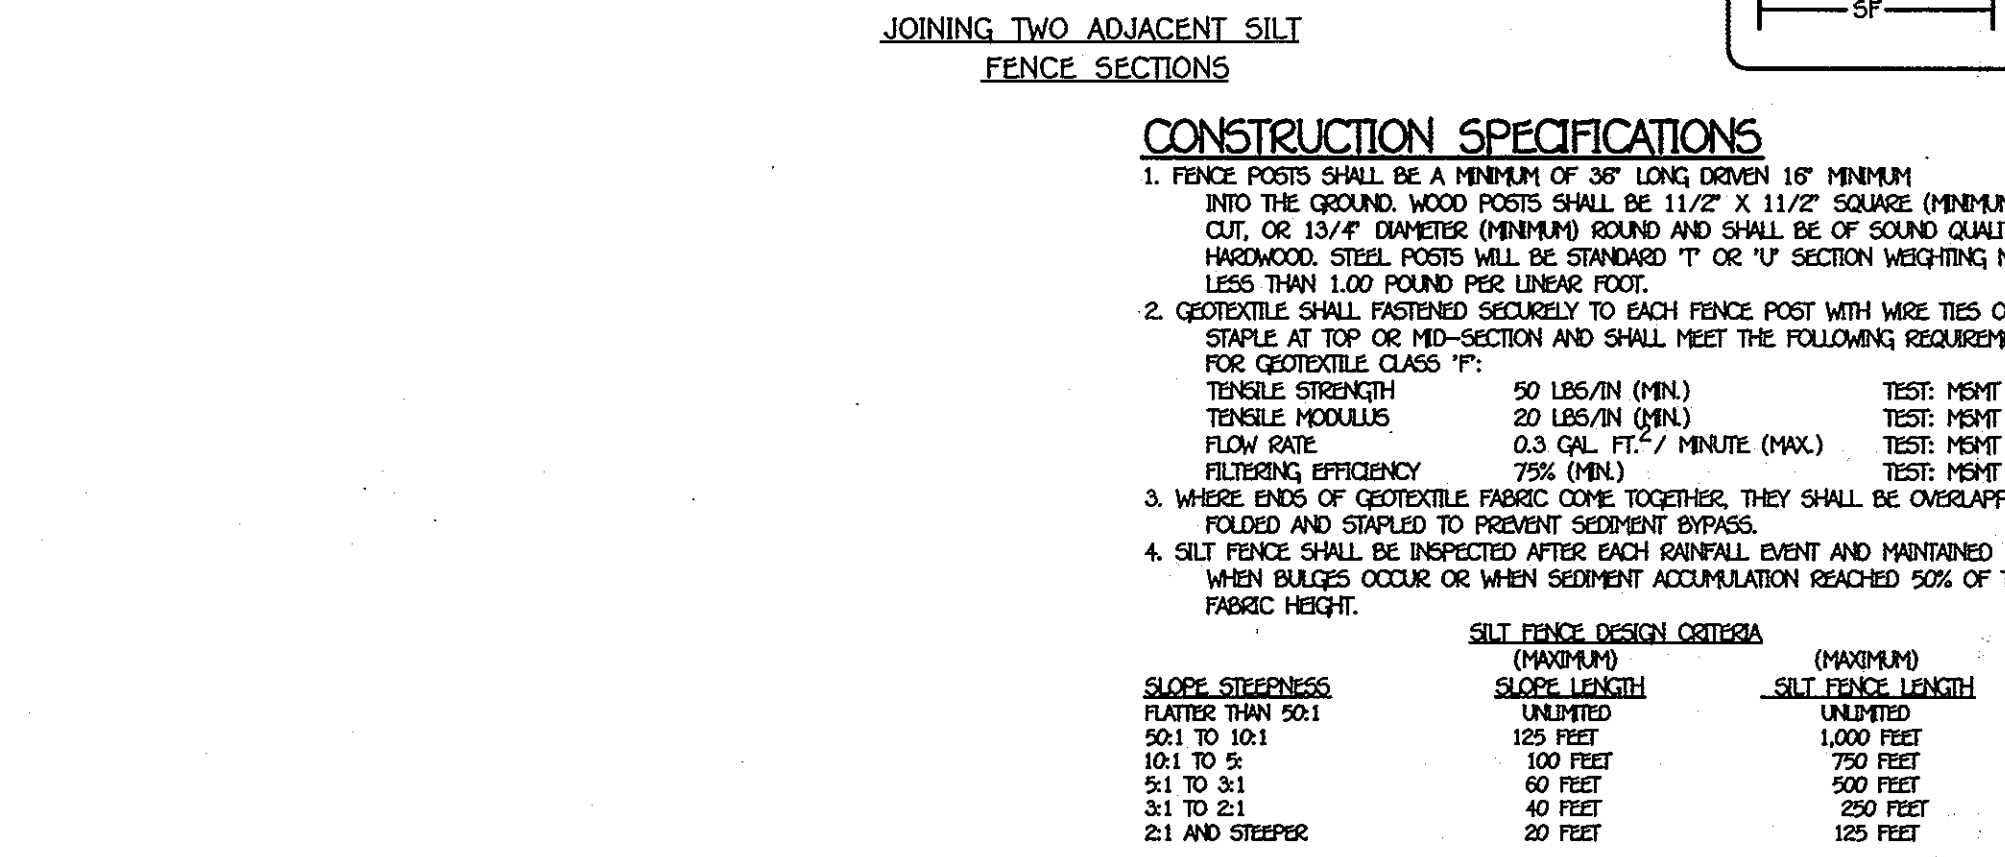 SF
JOINING TWO ADJACENT SILT
FENCE SECTIONS
CONSTRUCTION SPECIFICATIONS
1. FENCE POSTS SHALL BE A MINIMUM OF 36" LONG DRIVEN 16" MINIMUM
INTO THE GROUND. WOOD POSTS SHALL BE 11/2" X 11/2" SQUARE (MINIMUM
CUT, OR 13/4" DIAMETER (MINIMUM) ROUND AND SHALL BE OF SOUND QUALIT
HARDWOOD. STEEL POSTS WILL BE STANDARD 'T' OR 'U' SECTION WEIGHTING N
LESS THAN 1.00 POUND PER LINEAR FOOT.
2. GEOTEXTILE SHALL FASTENED SECURELY TO EACH FENCE POST WITH WIRE TIES O
STAPLE AT TOP OR MID-SECTION AND SHALL MEET THE FOLLOWING REQUIREM
FOR GEOTEXTILE CLASS 'F':
TENSILE STRENGTH 50 LBS/IN (MIN.) TEST: MSMT
TENSILE MODULUS 20 LBS/IN (MIN.) TEST: MSMT
FLOW RATE 0.3 GAL FT.²/ MINUTE (MAX.) TEST: MSMT
FILTERING EFFICIENCY 75% (MIN.) TEST: MSMT
3. WHERE ENDS OF GEOTEXTILE FABRIC COME TOGETHER, THEY SHALL BE OVERLAPP
FOLDED AND STAPLED TO PREVENT SEDIMENT BYPASS.
4. SILT FENCE SHALL BE INSPECTED AFTER EACH RAINFALL EVENT AND MAINTAINED
WHEN BULGES OCCUR OR WHEN SEDIMENT ACCUMULATION REACHED 50% OF T
FABRIC HEIGHT.
SILT FENCE DESIGN CRITERIA
(MAXIMUM) (MAXIMUM)
SLOPE STEEPNESS SLOPE LENGTH SILT FENCE LENGTH
FLATTER THAN 50:1 UNLIMITED UNLIMITED
50:1 TO 10:1 125 FEET 1,000 FEET
10:1 TO 5: 100 FEET 750 FEET
5:1 TO 3:1 60 FEET 500 FEET
3:1 TO 2:1 40 FEET 250 FEET
2:1 AND STEEPER 20 FEET 125 FEET